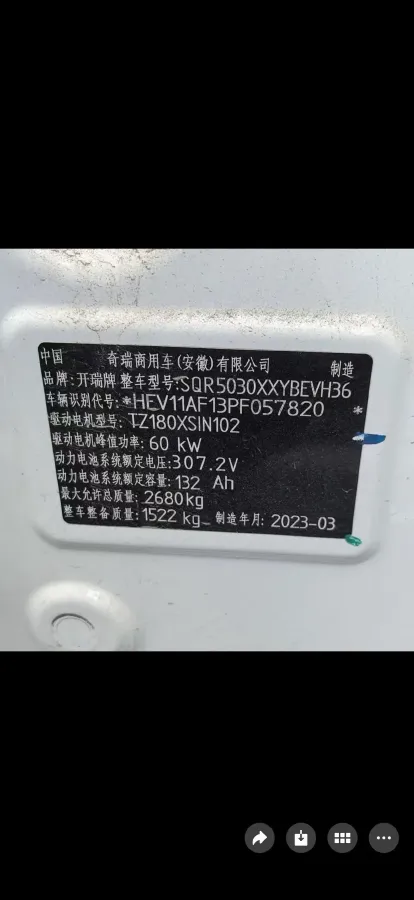 中国 奇瑞商用车(安徽)有限公司 制造
品牌:开瑞牌 整车型号:SQR5030XXYBEVH36
车辆识别代号:*HEV11AF13PF057820*
驱动电机型号:TZ180XSIN102
驱动电机峰值功率:60 kW
动力电池系统额定电压:307.2V
动力电池系统额定容量:132 Ah
最大允许总质量:2680kg
整车整备质量:1522 kg 制造年月:2023-03